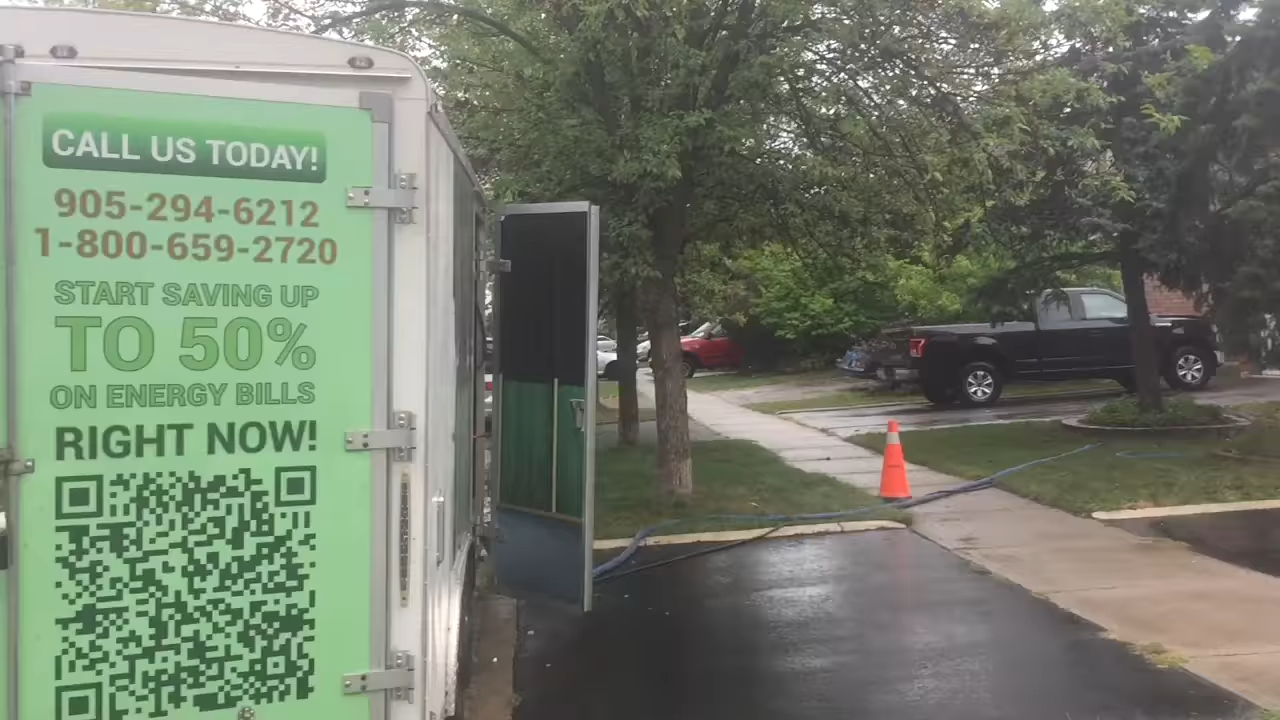 CALL US TODAY!
905-294-6212
1-800-659-2720
START SAVING UP
TO 50%
ON ENERGY BILLS
RIGHT NOW!